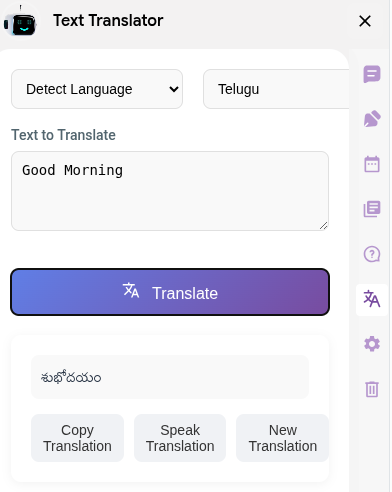 Text Translator
Detect Language Telugu
Text to Translate
Good Morning
Translate
శుభోదయం
Copy Translation
Speak Translation
New Translation